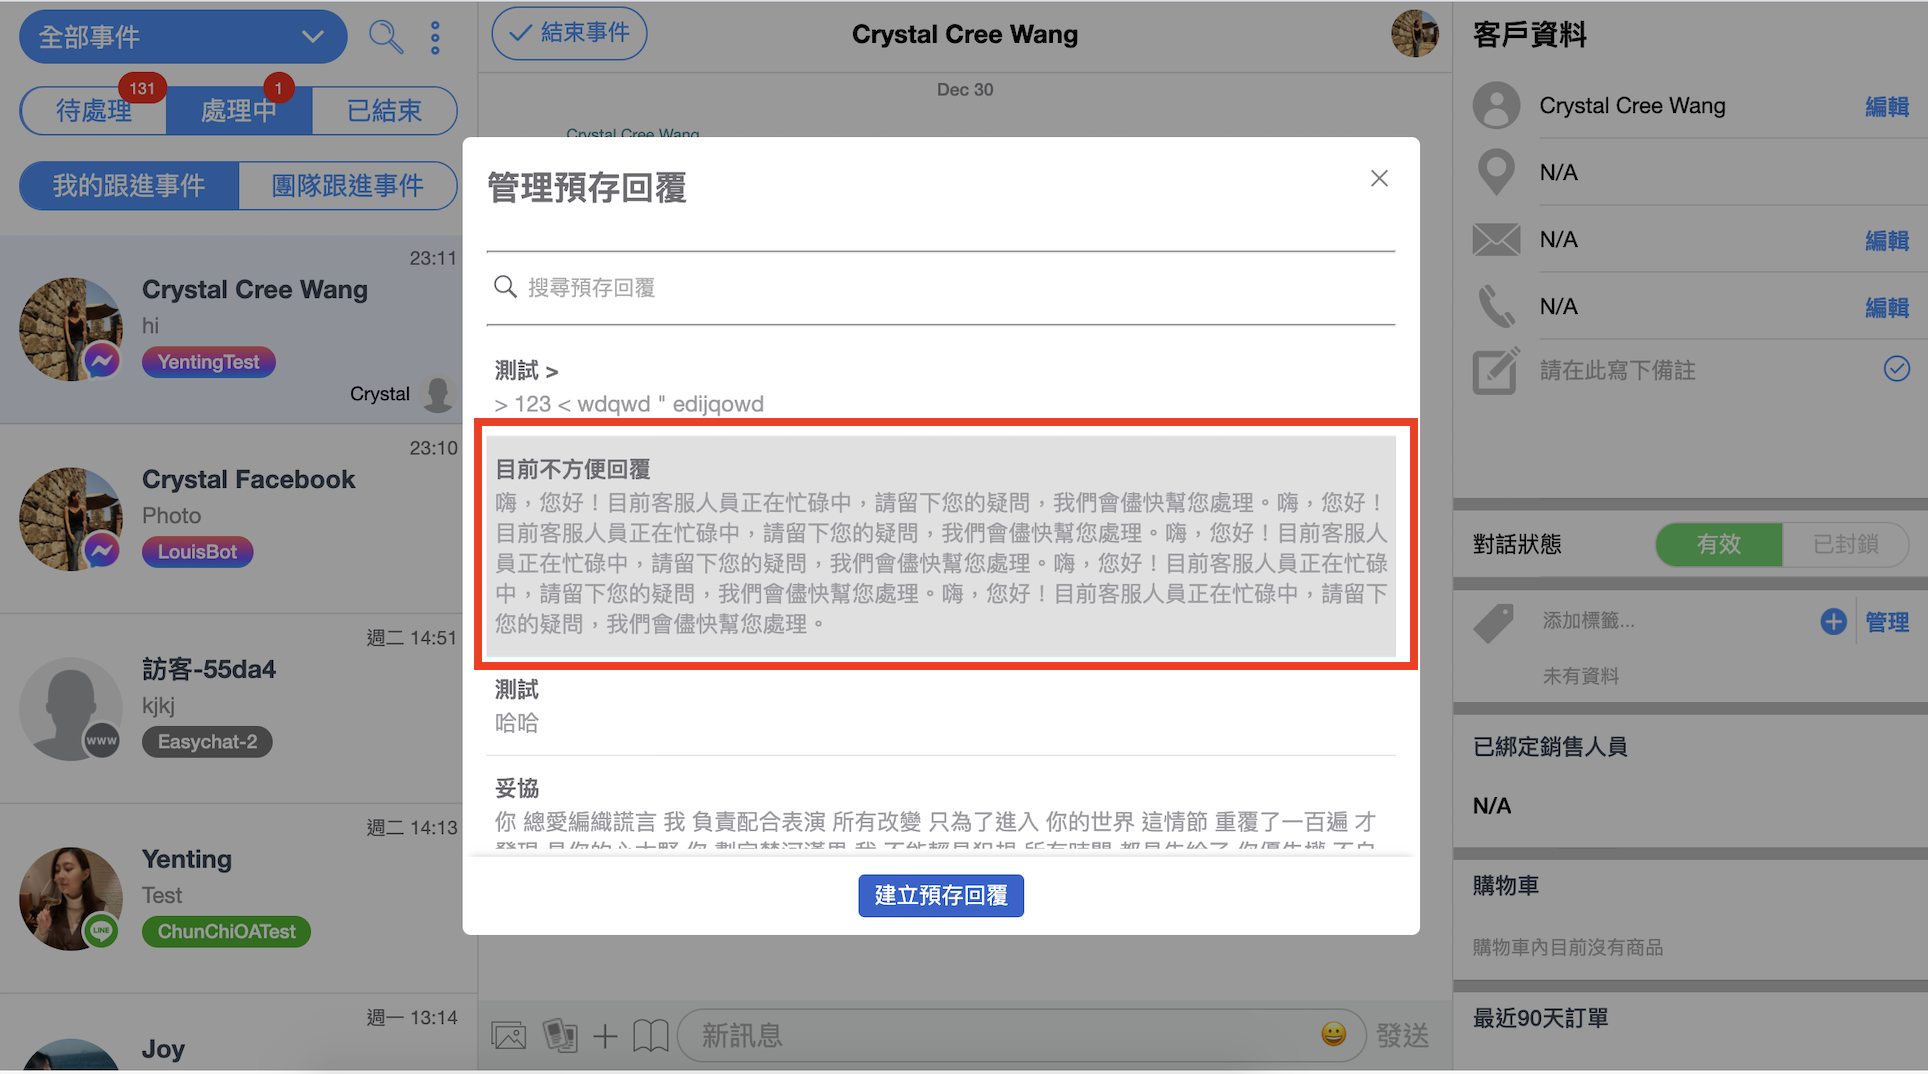 全部事件
待處理
131
處理中
1
已結束
我的跟進事件
團隊跟進事件
23:11
Crystal Cree Wang
hi
YentingTest
Crystal
23:10
Crystal Facebook
Photo
LouisBot
週二 14:51
訪客-55da4
kjkj
www
Easychat-2
週二 14:13
Yenting
Test
LINE
ChunChiOATest
週一 13:14
Joy
結束事件
Crystal Cree Wang
Dec 30
Crystal Cree Wang
管理預存回覆
搜尋預存回覆
測試 >
> 123 < wdqwd " edijqowd
目前不方便回覆
嗨，您好！目前客服人員正在忙碌中，請留下您的疑問，我們會儘快幫您處理。嗨，您好！
目前客服人員正在忙碌中，請留下您的疑問，我們會儘快幫您處理。嗨，您好！目前客服人
員正在忙碌中，請留下您的疑問，我們會儘快幫您處理。嗨，您好！目前客服人員正在忙碌
中，請留下您的疑問，我們會儘快幫您處理。嗨，您好！目前客服人員正在忙碌中，請留下
您的疑問，我們會儘快幫您處理。
測試
哈哈
妥協
你 總愛編織謊言 我 負責配合表演 所有改變 只為了進入 你的世界 這情節 重覆了一百遍 才
建立預存回覆
新訊息
發送
客戶資料
Crystal Cree Wang
編輯
N/A
N/A
編輯
N/A
編輯
請在此寫下備註
對話狀態
有效
已封鎖
添加標籤...
管理
未有資料
已綁定銷售人員
N/A
購物車
購物車內目前沒有商品
最近90天訂單